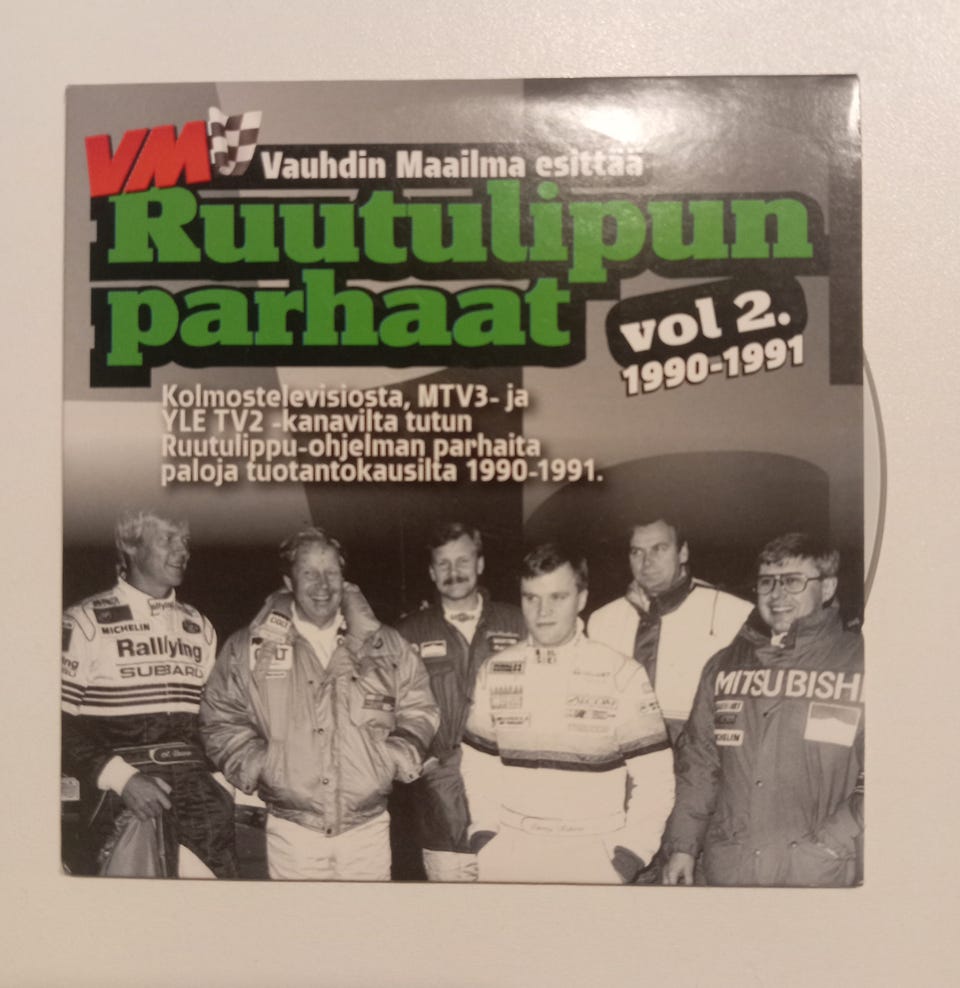 VM
Vauhdin Maailma esittää
Ruutulipun
parhaat
vol 2.
1990-1991
Kolmostelevisiosta, MTV3- ja
YLE TV2 -kanavilta tutun
Ruutulippu-ohjelman parhaita
paloja tuotantokausilta 1990-1991.
MICHELIN
Rallying
SUBARU
COLT
MITSUBISHI